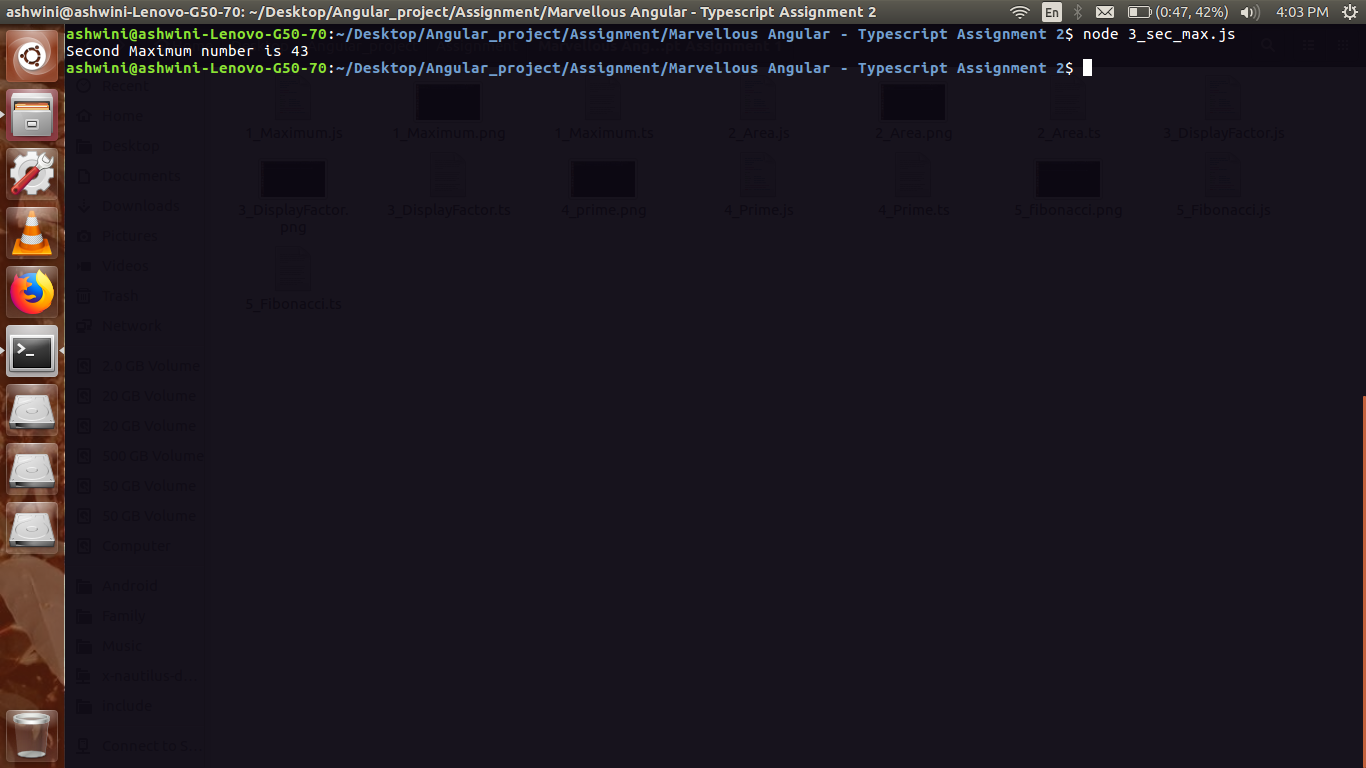 ashwini@ashwini-Lenovo-G50-70: ~/Desktop/Angular_project/Assignment/Marvellous Angular - Typescript Assignment 2
En
(0:47, 42%)
4:03 PM
ashwini@ashwini-Lenovo-G50-70:~/Desktop/Angular_project/Assignment/Marvellous Angular - Typescript Assignment 2$ node 3_sec_max.js
Second Maximum number is 43
ashwini@ashwini-Lenovo-G50-70:~/Desktop/Angular_project/Assignment/Marvellous Angular - Typescript Assignment 2$
Recent
Home
Desktop
Documents
Downloads
Pictures
Videos
Trash
Network
2.0 GB Volume
20 GB Volume
20 GB Volume
500 GB Volume
50 GB Volume
50 GB Volume
Computer
Android
Family
Music
include
1_Maximum.js
1_Maximum.png
1_Maximum.ts
2_Area.js
2_Area.png
2_Area.ts
3_DisplayFactor.js
3_DisplayFactor.
png
3_DisplayFactor.ts
4_prime.png
4_Prime.js
4_Prime.ts
5_fibonacci.png
5_Fibonacci.js
5_Fibonacci.ts